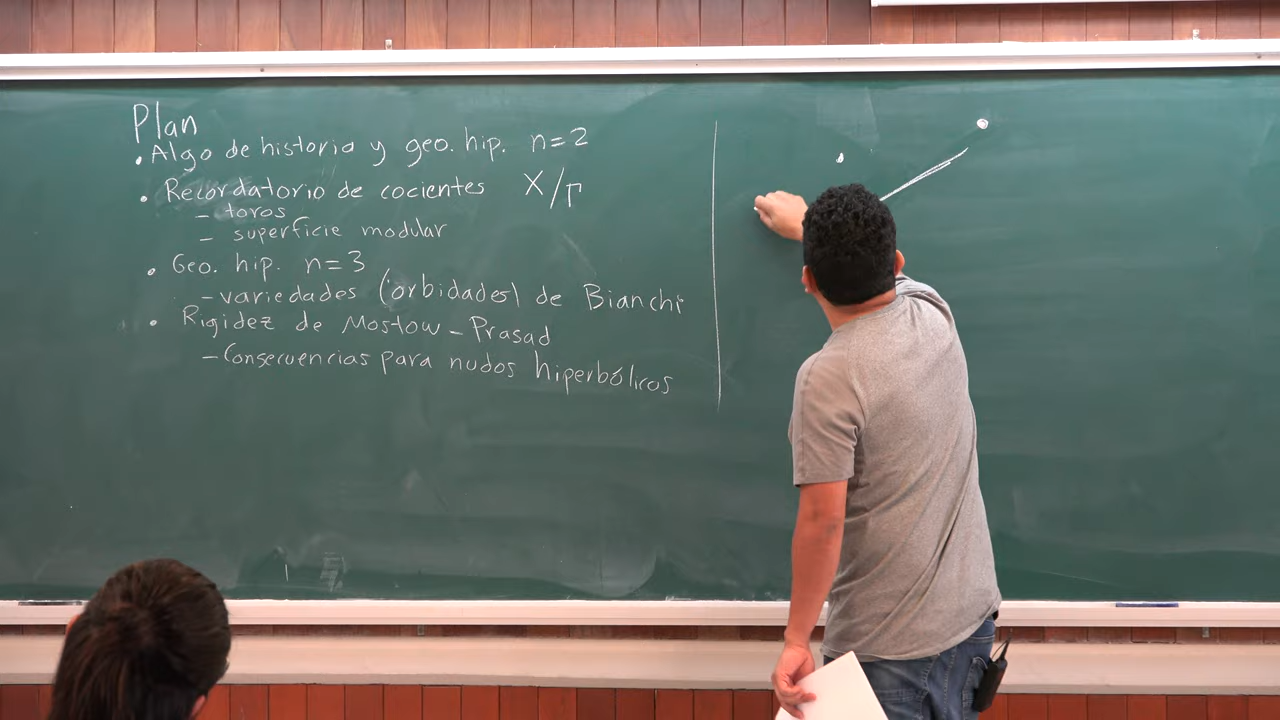 Plan
• Algo de historia y geo. hip. n=2
• Recordatorio de cocientes X/Γ
– toros
– superficie modular
• Geo. hip. n=3
– variedades (orbidades) de Bianchi
• Rigidez de Mostow – Prasad
– Consecuencias para nudos hiperbólicos